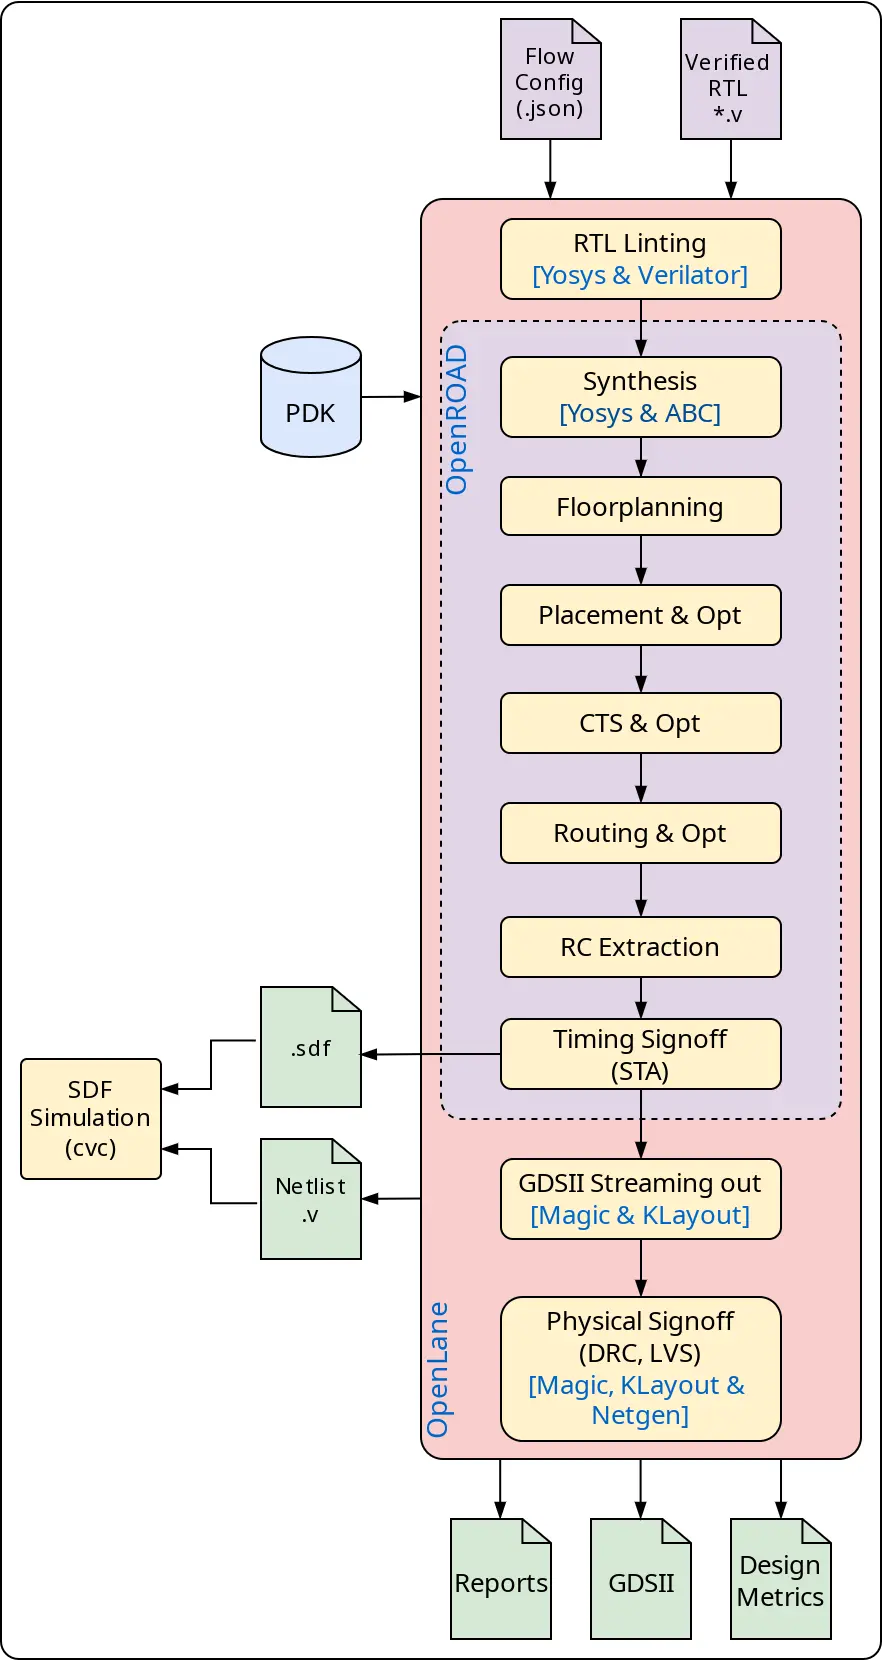 Flow
Config
(.json)
Verified
RTL
*.v
RTL Linting
[Yosys & Verilator]
OpenROAD
Synthesis
[Yosys & ABC]
PDK
Floorplanning
Placement & Opt
CTS & Opt
Routing & Opt
RC Extraction
Timing Signoff
(STA)
.sdf
SDF
Simulation
(cvc)
Netlist
.v
GDSII Streaming out
[Magic & KLayout]
OpenLane
Physical Signoff
(DRC, LVS)
[Magic, KLayout &
Netgen]
Reports
GDSII
Design
Metrics